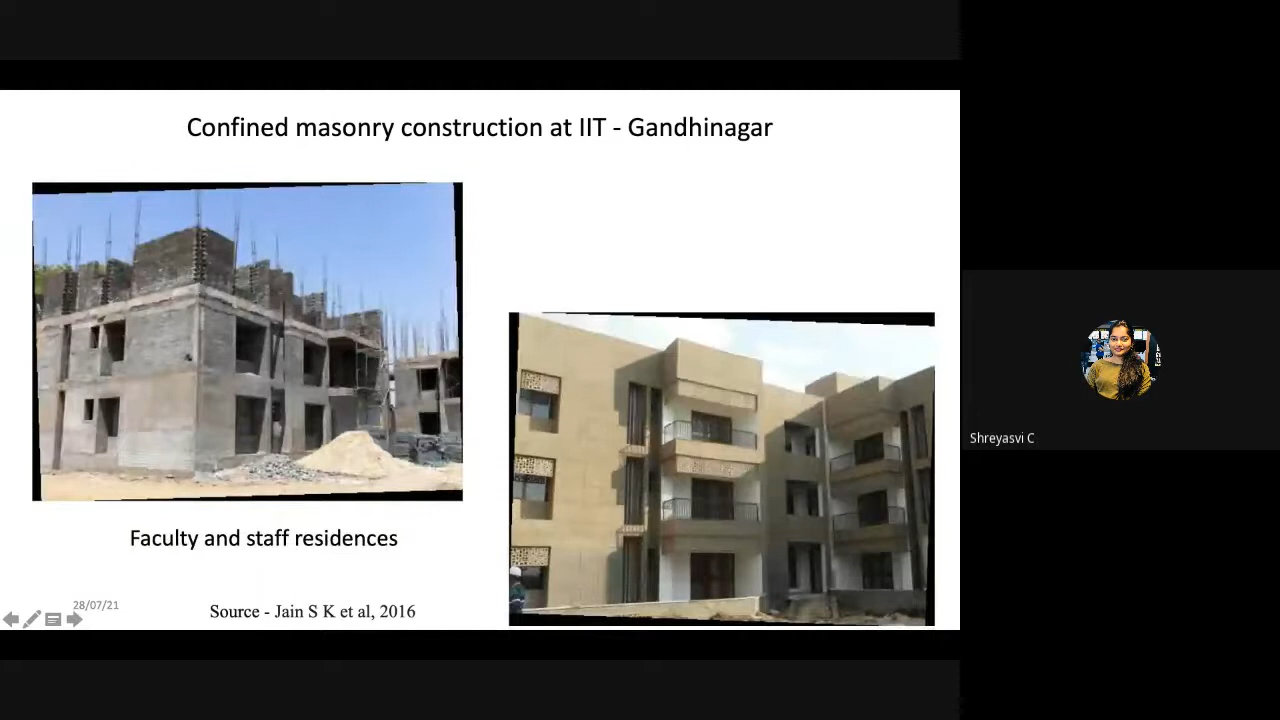 Confined masonry construction at IIT - Gandhinagar
Faculty and staff residences
28/07/21
Source - Jain S K et al, 2016
Shreyasvi C